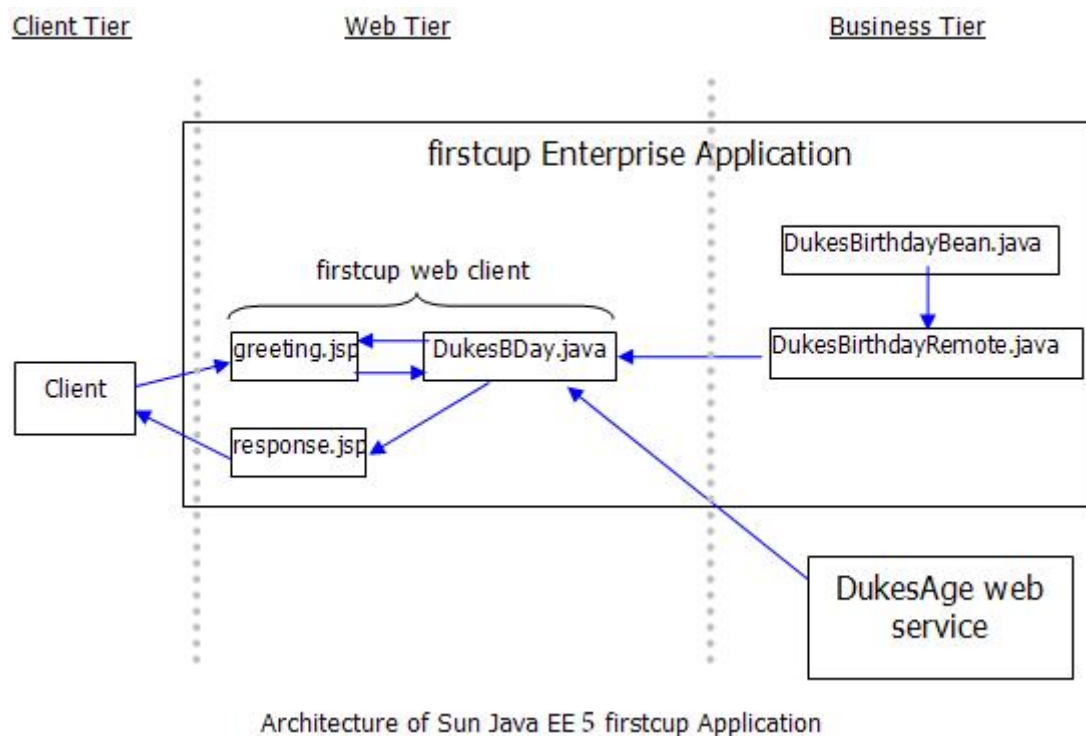 Client Tier
Web Tier
Business Tier
firstcup Enterprise Application
DukesBirthdayBean.java
firstcup web client
greeting.jsp
DukesBDay.java
DukesBirthdayRemote.java
Client
response.jsp
DukesAge web
service
Architecture of Sun Java EE 5 firstcup Application